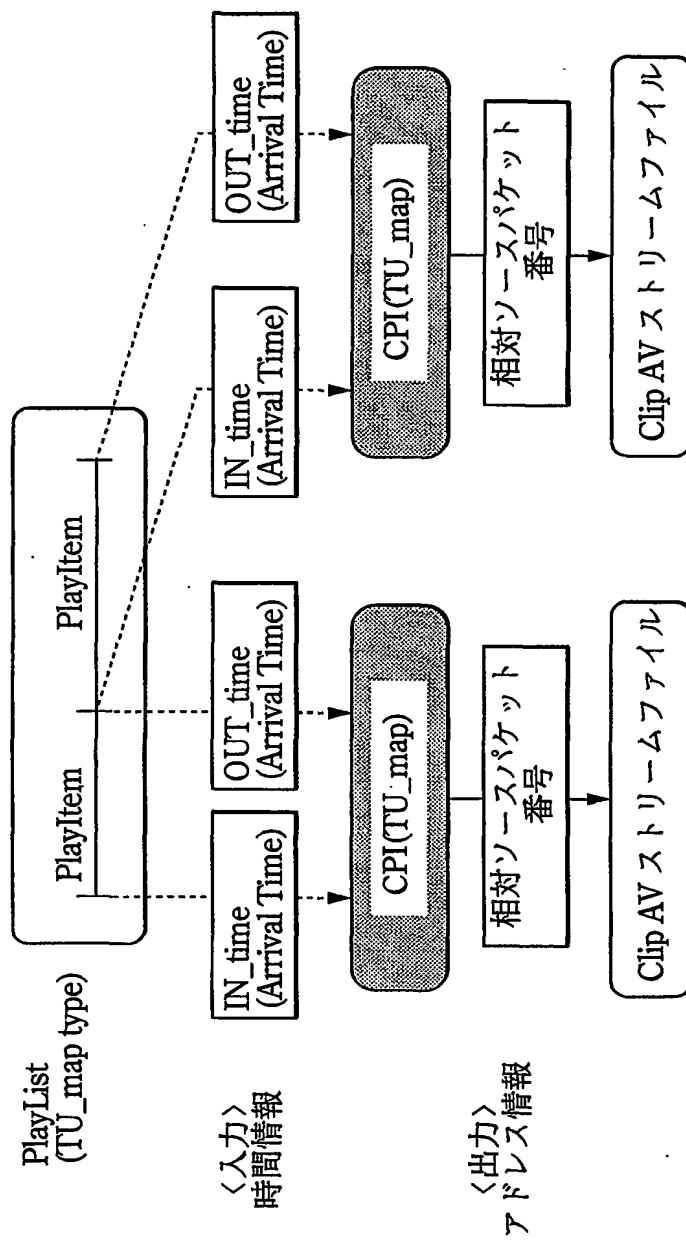 PlayList
(TU_map type)
PlayItem
PlayItem
〈入力〉
時間情報
IN_time
(Arrival Time)
OUT_time
(Arrival Time)
IN_time
(Arrival Time)
OUT_time
(Arrival Time)
CPI(TU_map)
CPI(TU_map)
〈出力〉
アドレス情報
相対ソースパケット
番号
相対ソースパケット
番号
Clip AV ストリームファイル
Clip AV ストリームファイル